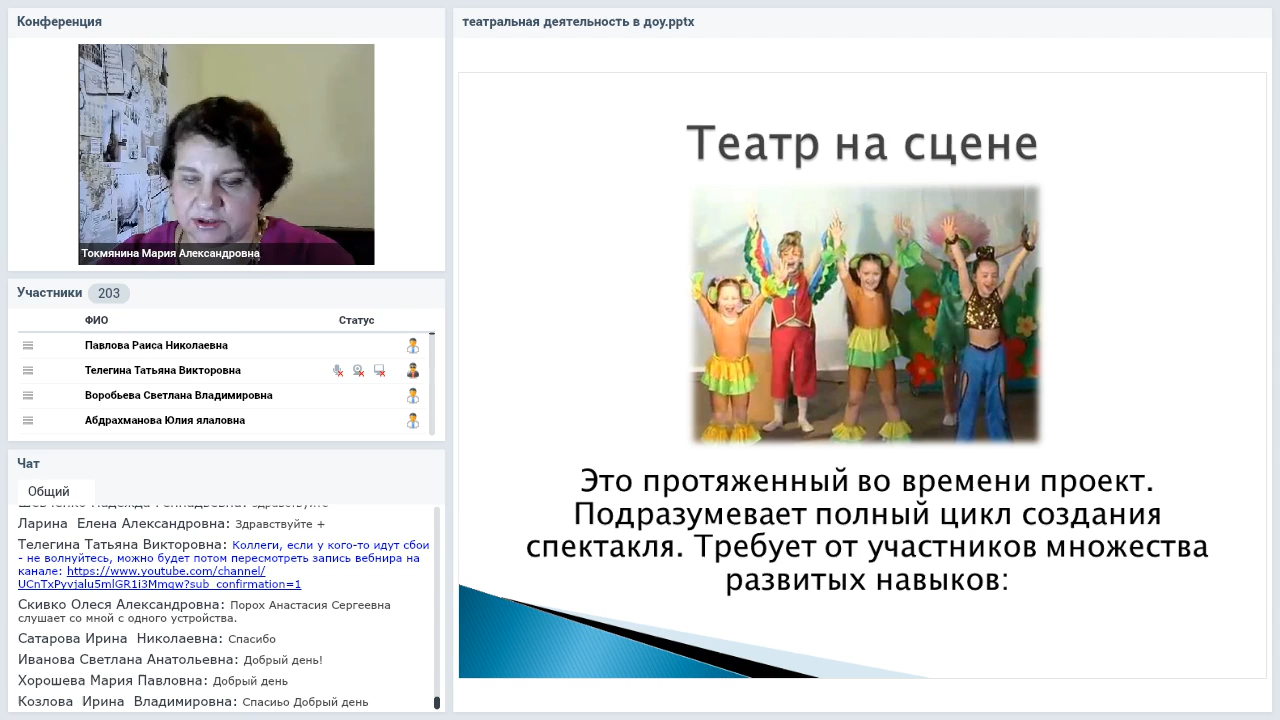 Конференция
Токмянина Мария Александровна
Участники 203
ФИО Статус
Павлова Раиса Николаевна
Телегина Татьяна Викторовна
Воробьева Светлана Владимировна
Абдрахманова Юлия ялаловна
Чат
Общий
Ларина Елена Александровна: Здравствуйте +
Телегина Татьяна Викторовна: Коллеги, если у кого-то идут сбои
- не волнуйтесь, можно будет потом пересмотреть запись вебнира на
канале: https://www.youtube.com/channel/
UCnTxPyvjalu5mlGR1i3Mmqw?sub_confirmation=1
Скивко Олеся Александровна: Порох Анастасия Сергеевна
слушает со мной с одного устройства.
Сатарова Ирина Николаевна: Спасибо
Иванова Светлана Анатольевна: Добрый день!
Хорошева Мария Павловна: Добрый день
Козлова Ирина Владимировна: Спасиьо Добрый день
театральная деятельность в доу.pptx
Театр на сцене
Это протяженный во времени проект.
Подразумевает полный цикл создания
спектакля. Требует от участников множества
развитых навыков: